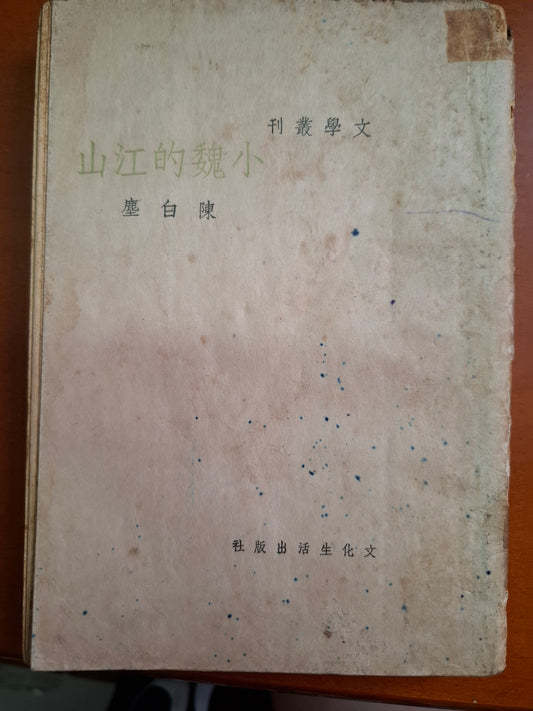 文學叢刊
小魏的江山
陳白塵
文化生活出版社